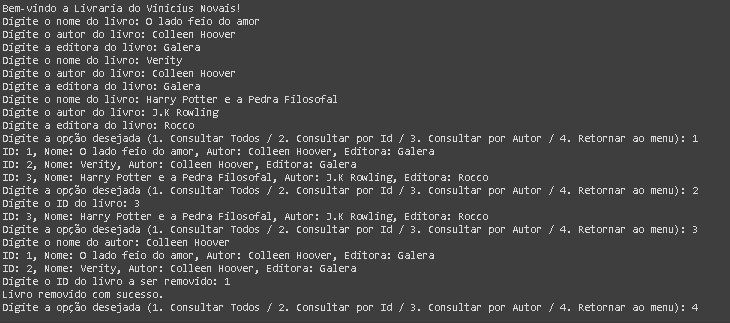 Bem-vindo a Livraria do Vinicius Novais!
Digite o nome do livro: O lado feio do amor
Digite o autor do livro: Colleen Hoover
Digite a editora do livro: Galera
Digite o nome do livro: Verity
Digite o autor do livro: Colleen Hoover
Digite a editora do livro: Galera
Digite o nome do livro: Harry Potter e a Pedra Filosofal
Digite o autor do livro: J.K Rowling
Digite a editora do livro: Rocco
Digite a opção desejada (1. Consultar Todos / 2. Consultar por Id / 3. Consultar por Autor / 4. Retornar ao menu): 1
ID: 1, Nome: O lado feio do amor, Autor: Colleen Hoover, Editora: Galera
ID: 2, Nome: Verity, Autor: Colleen Hoover, Editora: Galera
ID: 3, Nome: Harry Potter e a Pedra Filosofal, Autor: J.K Rowling, Editora: Rocco
Digite a opção desejada (1. Consultar Todos / 2. Consultar por Id / 3. Consultar por Autor / 4. Retornar ao menu): 2
Digite o ID do livro: 3
ID: 3, Nome: Harry Potter e a Pedra Filosofal, Autor: J.K Rowling, Editora: Rocco
Digite a opção desejada (1. Consultar Todos / 2. Consultar por Id / 3. Consultar por Autor / 4. Retornar ao menu): 3
Digite o nome do autor: Colleen Hoover
ID: 1, Nome: O lado feio do amor, Autor: Colleen Hoover, Editora: Galera
ID: 2, Nome: Verity, Autor: Colleen Hoover, Editora: Galera
Digite o ID do livro a ser removido: 1
Livro removido com sucesso.
Digite a opção desejada (1. Consultar Todos / 2. Consultar por Id / 3. Consultar por Autor / 4. Retornar ao menu): 4